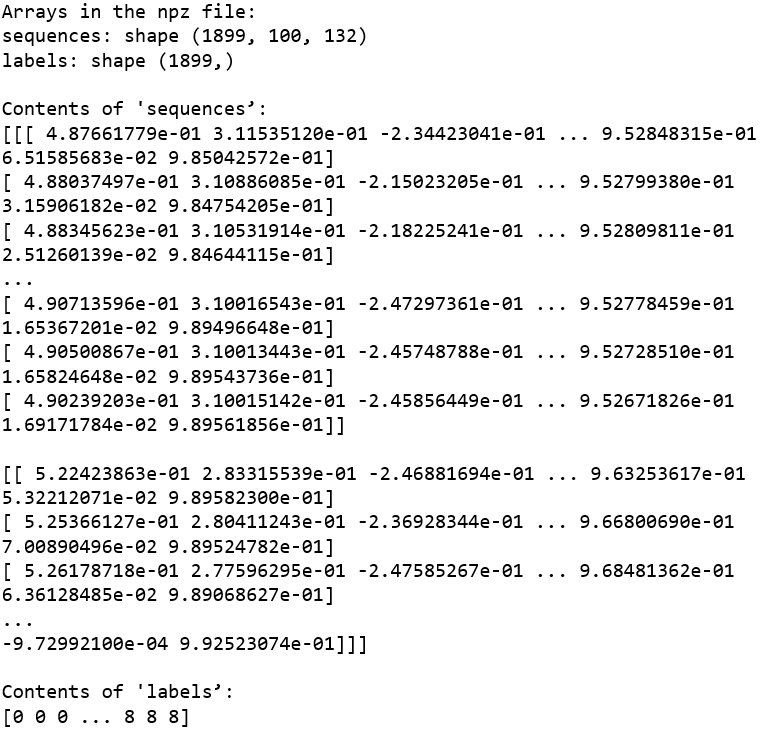 Arrays in the npz file:
sequences: shape (1899, 100, 132)
labels: shape (1899,)
Contents of 'sequences’:
[[[ 4.87661779e-01 3.11535120e-01 -2.34423041e-01 ... 9.52848315e-01
6.51585683e-02 9.85042572e-01]
[ 4.88037497e-01 3.10886085e-01 -2.15023205e-01 ... 9.52799380e-01
3.15906182e-02 9.84754205e-01]
[ 4.88345623e-01 3.10531914e-01 -2.18225241e-01 ... 9.52809811e-01
2.51260139e-02 9.84644115e-01]
...
[ 4.90713596e-01 3.10016543e-01 -2.47297361e-01 ... 9.52778459e-01
1.65367201e-02 9.89496648e-01]
[ 4.90500867e-01 3.10013443e-01 -2.45748788e-01 ... 9.52728510e-01
1.65824648e-02 9.89543736e-01]
[ 4.90239203e-01 3.10015142e-01 -2.45856449e-01 ... 9.52671826e-01
1.69171784e-02 9.89561856e-01]]
[[ 5.22423863e-01 2.83315539e-01 -2.46881694e-01 ... 9.63253617e-01
5.32212071e-02 9.89582300e-01]
[ 5.25366127e-01 2.80411243e-01 -2.36928344e-01 ... 9.66800690e-01
7.00890496e-02 9.89524782e-01]
[ 5.26178718e-01 2.77596295e-01 -2.47585267e-01 ... 9.68481362e-01
6.36128485e-02 9.89068627e-01]
...
-9.72992100e-04 9.92523074e-01]]]
Contents of 'labels’:
[0 0 0 ... 8 8 8]